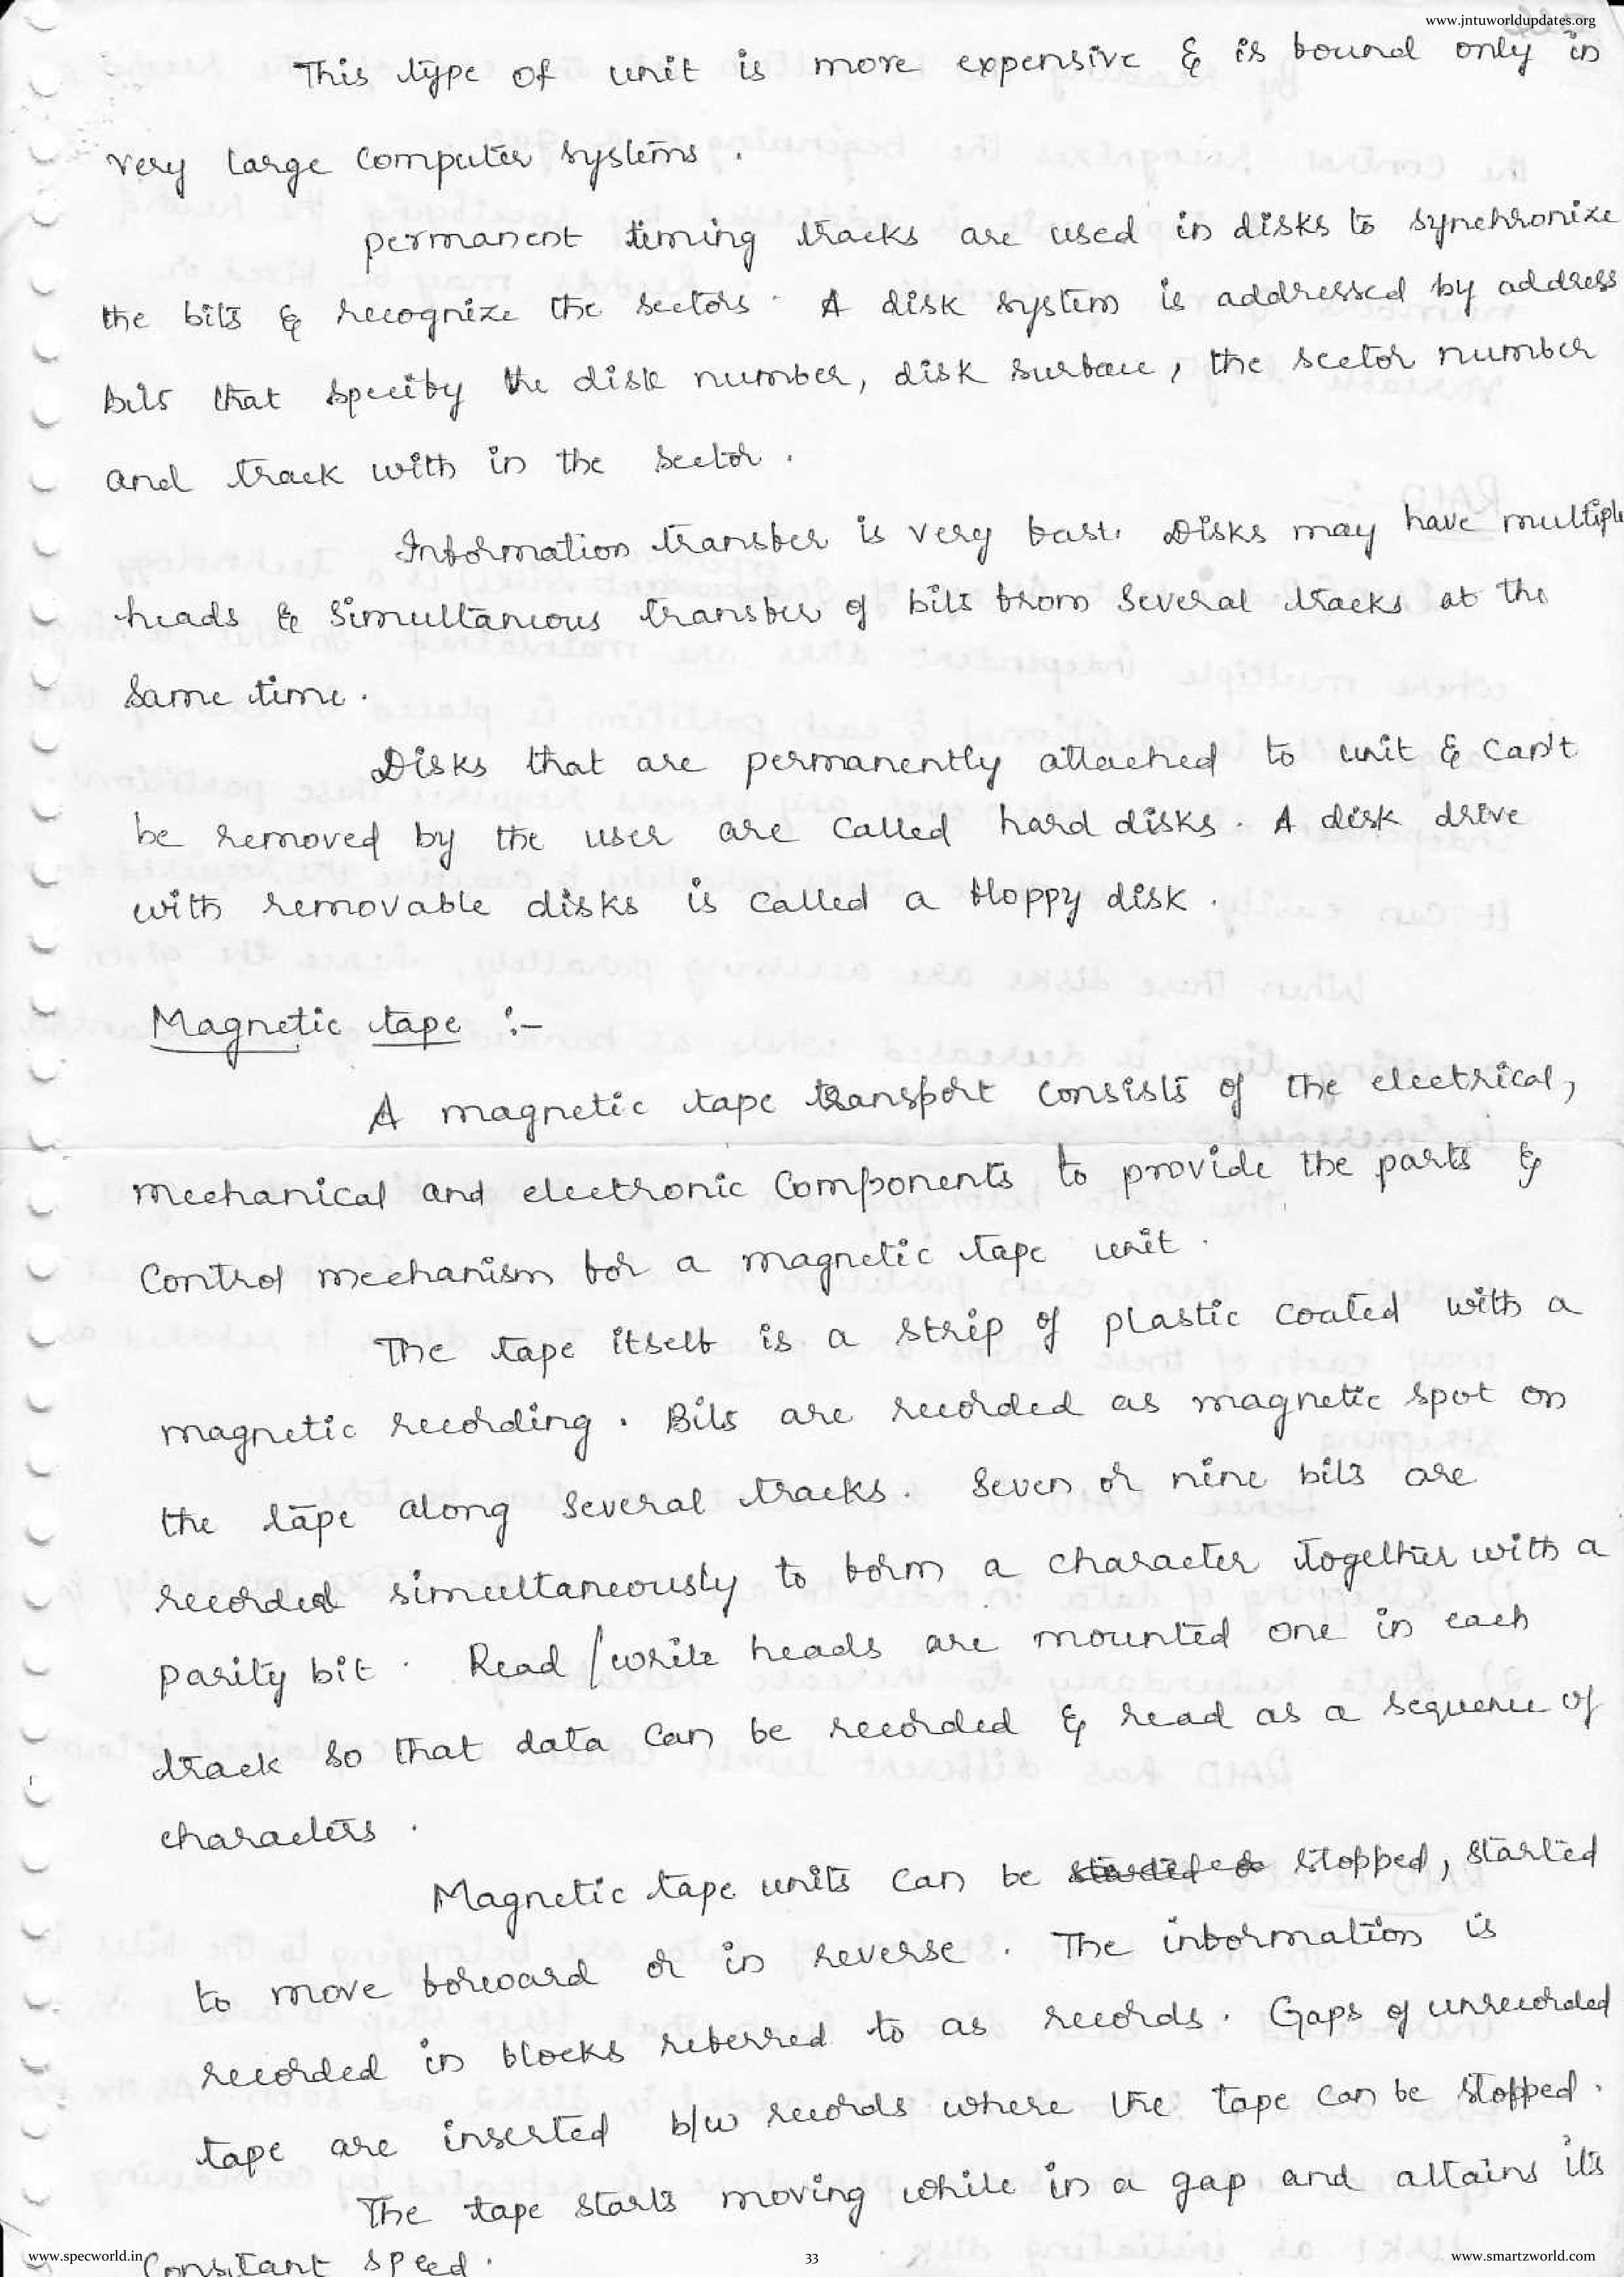 www.jntuworldupdates.org
This type of unit is more expensive & is bound only in
very large computer systems .
permanent timing tracks are used in disks to synchronize
the bits & recognize the sectors . A disk system is addressed by address
bits that specify the disk number, disk surface, the sector number
and track with in the sector .
Information transfer is very fast. Disks may have multiple
heads & simultaneous transfer of bits from several tracks at the
same time .
Disks that are permanently attached to unit & can't
be removed by the user are called hard disks . A disk drive
with removable disks is called a floppy disk .
Magnetic tape :-
A magnetic tape transport consists of the electrical,
mechanical and electronic components to provide the parts &
control mechanism for a magnetic tape unit .
The tape itself is a strip of plastic coated with a
magnetic recording . Bits are recorded as magnetic spot on
the tape along several tracks . Seven or nine bits are
recorded simultaneously to form a character together with a
parity bit . Read /write heads are mounted one in each
track so that data can be recorded & read as a sequence of
characters .
Magnetic tape units can be stopped, started
to move forward or in reverse . The information is
recorded in blocks referred to as records . Gaps of unrecorded
tape are inserted b/w records where the tape can be stopped .
The tape starts moving while in a gap and attains its
constant speed .
www.specworld.in
33
www.smartzworld.com